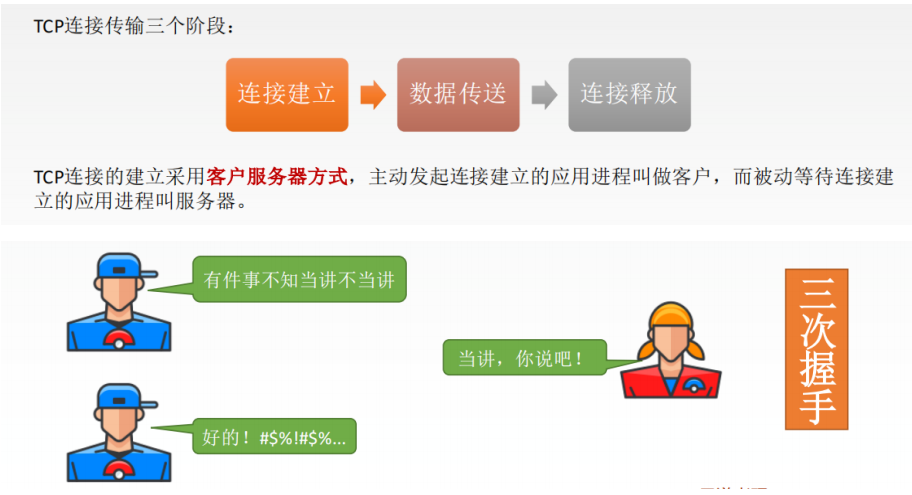 TCP连接传输三个阶段：
连接建立
数据传送
连接释放
TCP连接的建立采用客户服务器方式，主动发起连接建立的应用进程叫做客户，而被动等待连接建
立的应用进程叫服务器。
有件事不知当讲不当讲
三次握手
当讲，你说吧！
好的！#$%!#$%...